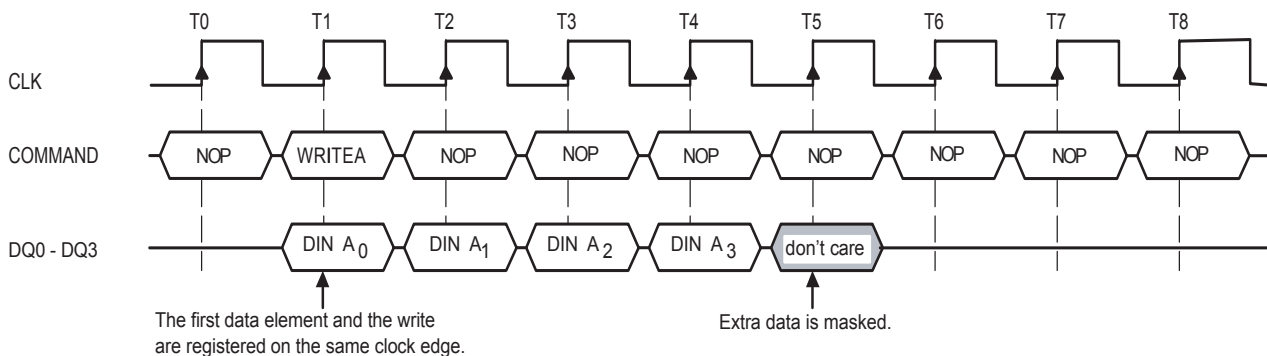 T0 T1 T2 T3 T4 T5 T6 T7 T8
CLK
COMMAND NOP WRITEA NOP NOP NOP NOP NOP NOP NOP
DQ0 - DQ3 DIN A0 DIN A1 DIN A2 DIN A3 don't care
The first data element and the write
are registered on the same clock edge.
Extra data is masked.